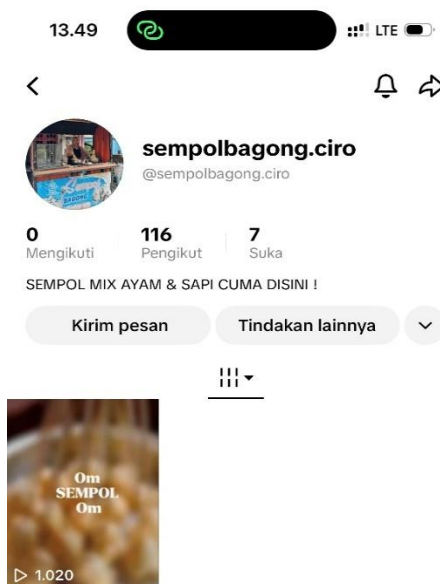 13.49
LTE
sempolbagong.ciro
@sempolbagong.ciro
0 116 7
Mengikuti Pengikut Suka
SEMPOL MIX AYAM & SAPI CUMA DISINI !
Kirim pesan Tindakan lainnya
Om
SEMPOL
Om
1.020